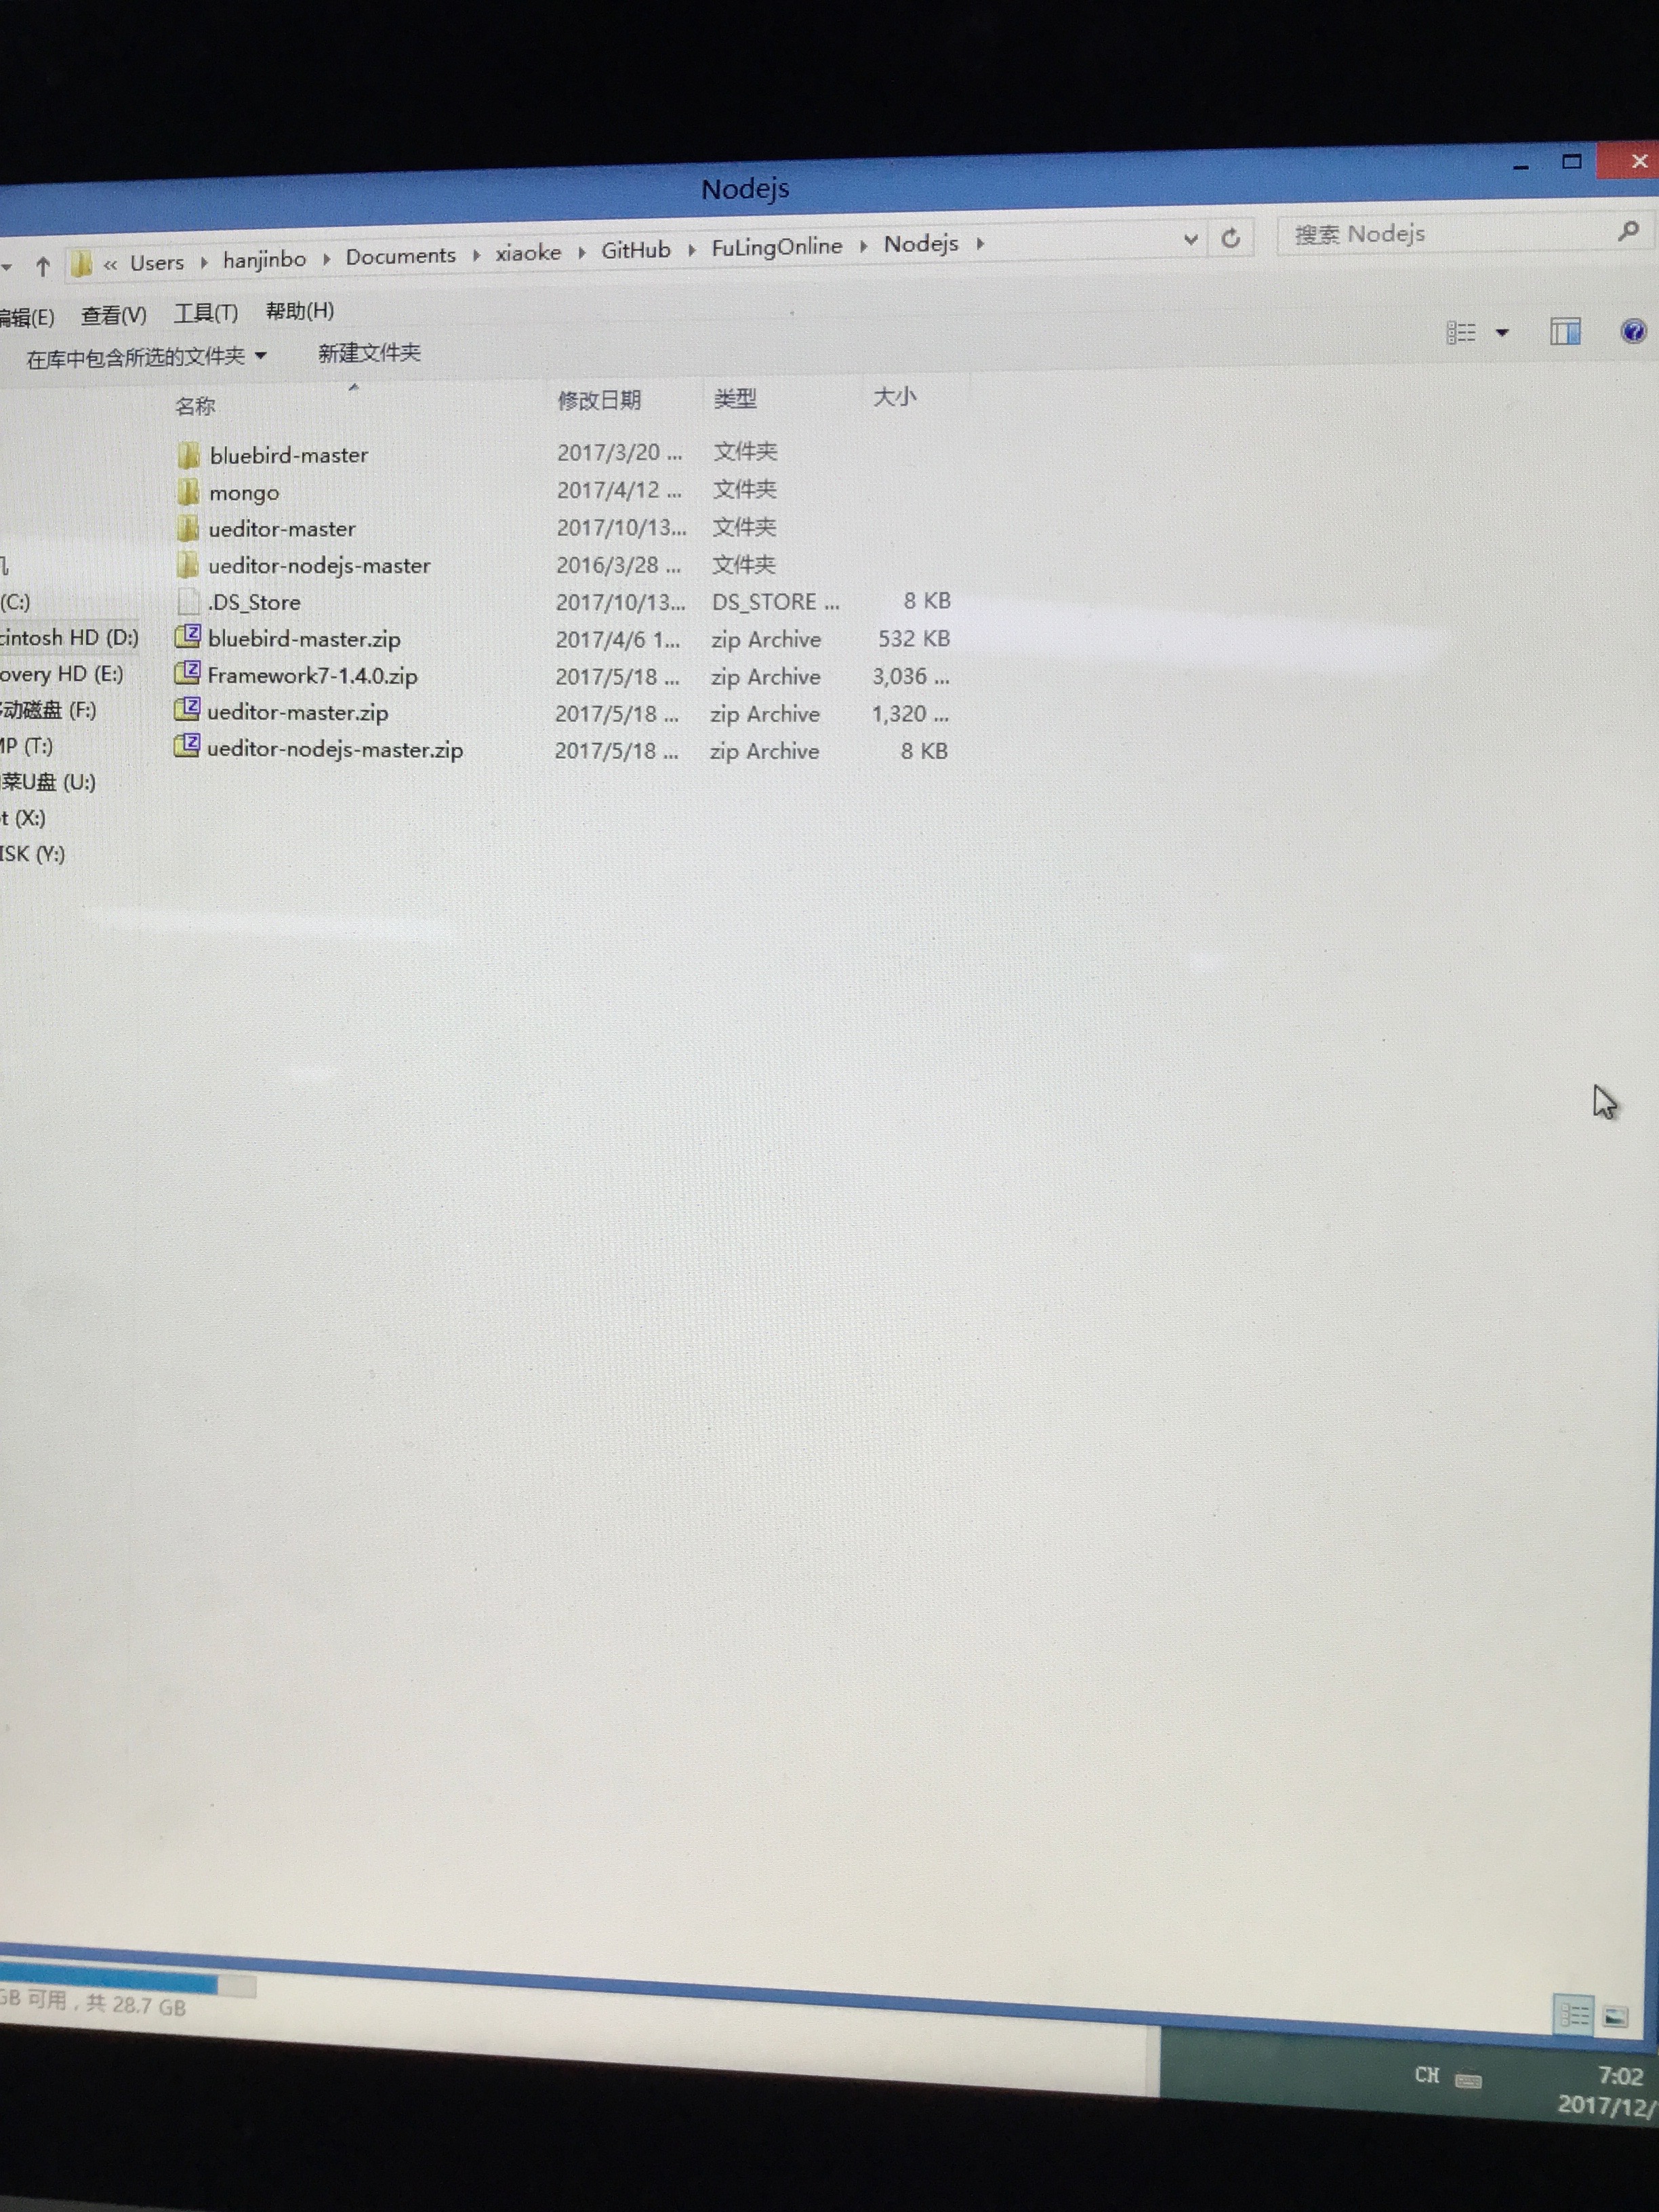 Nodejs
« Users hanjinbo Documents xiaoke GitHub FuLingOnline Nodejs 搜索 Nodejs
编辑(E) 查看(V) 工具(T) 帮助(H)
在库中包含所选的文件夹 新建文件夹
名称 修改日期 类型 大小
bluebird-master 2017/3/20 ... 文件夹
mongo 2017/4/12 ... 文件夹
ueditor-master 2017/10/13... 文件夹
ueditor-nodejs-master 2016/3/28 ... 文件夹
(C:) .DS_Store 2017/10/13... DS_STORE ... 8 KB
cintosh HD (D:) bluebird-master.zip 2017/4/6 1... zip Archive 532 KB
overy HD (E:) Framework7-1.4.0.zip 2017/5/18 ... zip Archive 3,036 ...
动磁盘 (F:) ueditor-master.zip 2017/5/18 ... zip Archive 1,320 ...
MP (T:) ueditor-nodejs-master.zip 2017/5/18 ... zip Archive 8 KB
菜U盘 (U:)
t (X:)
ISK (Y:)
GB 可用，共 28.7 GB
CH 7:02
2017/12/